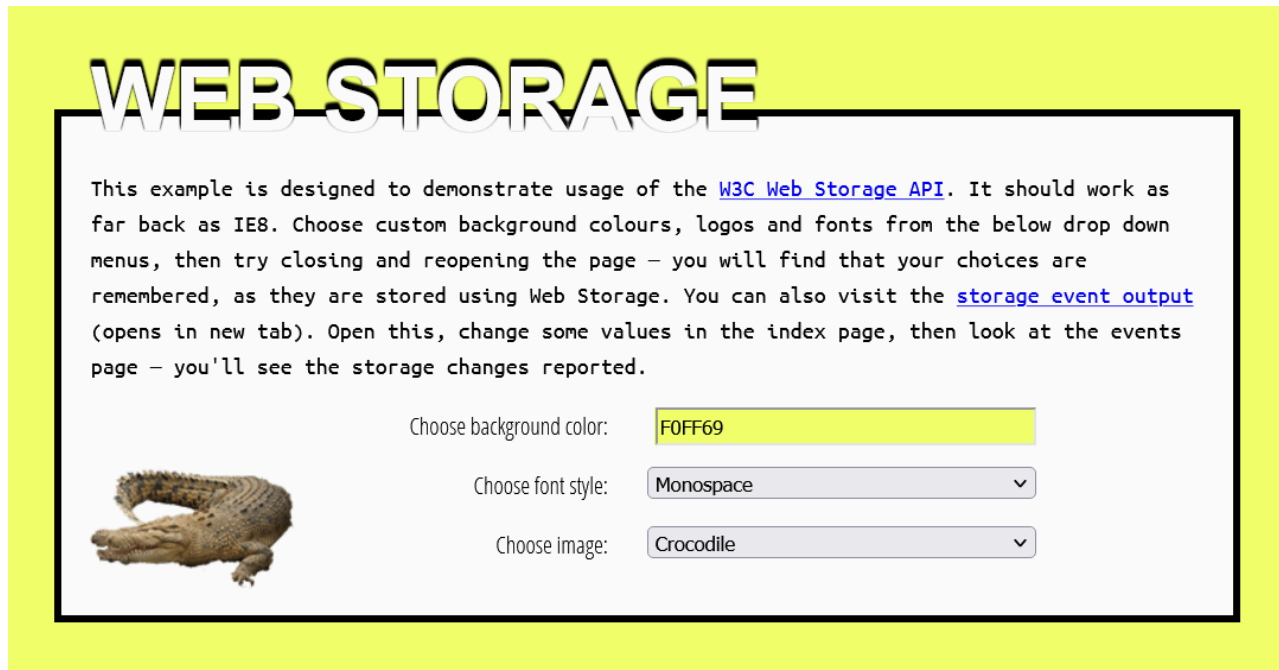 WEB STORAGE
This example is designed to demonstrate usage of the W3C Web Storage API. It should work as
far back as IE8. Choose custom background colours, logos and fonts from the below drop down
menus, then try closing and reopening the page — you will find that your choices are
remembered, as they are stored using Web Storage. You can also visit the storage event output
(opens in new tab). Open this, change some values in the index page, then look at the events
page — you'll see the storage changes reported.
Choose background color: F0FF69
Choose font style: Monospace
Choose image: Crocodile